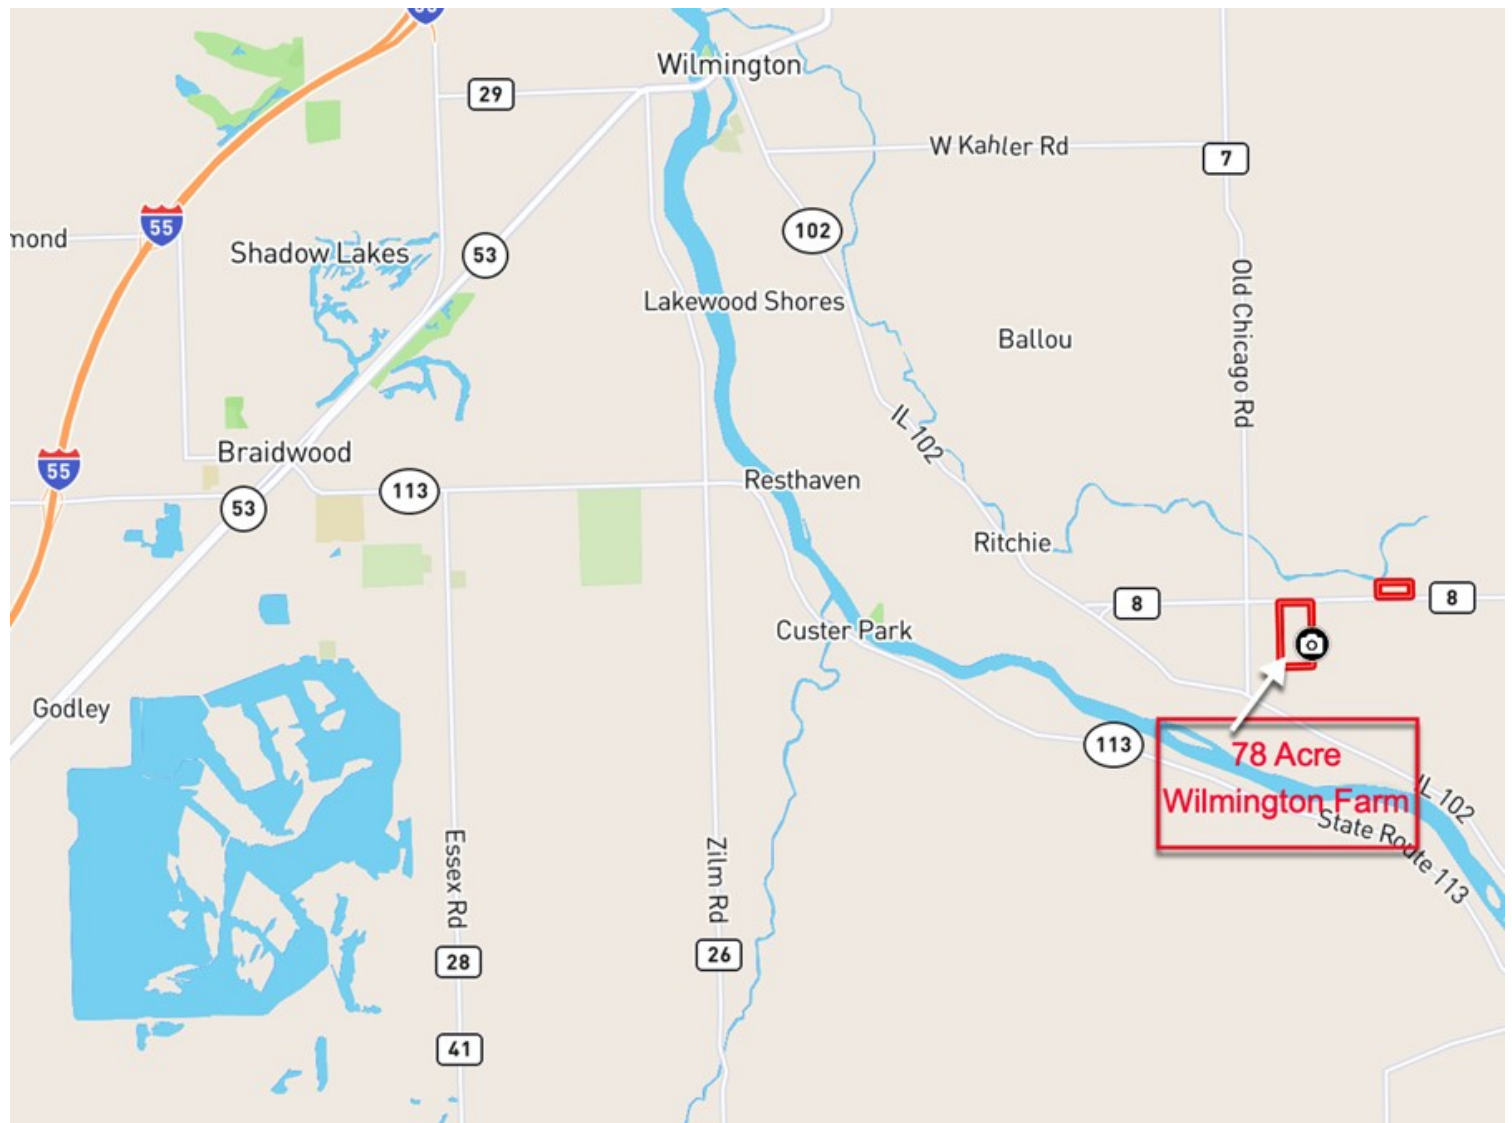 Wilmington
29
W Kahler Rd
7
55
mond
102
Shadow Lakes
53
Old Chicago Rd
Lakewood Shores
Ballou
IL 102
Braidwood
55
113
Resthaven
53
Ritchie
8
8
Custer Park
Godley
113
78 Acre
Wilmington Farm
IL 102
State Route 113
Essex Rd
Zilm Rd
28
26
41